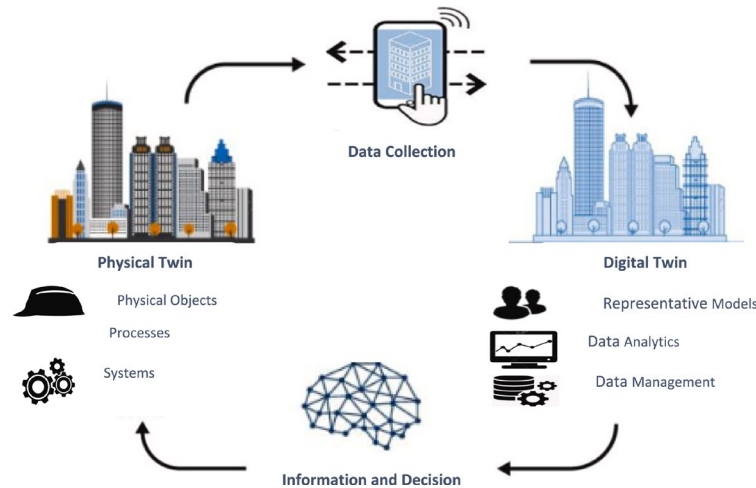 Data Collection
Physical Twin
Digital Twin
Physical Objects
Representative Models
Processes
Data Analytics
Systems
Data Management
Information and Decision